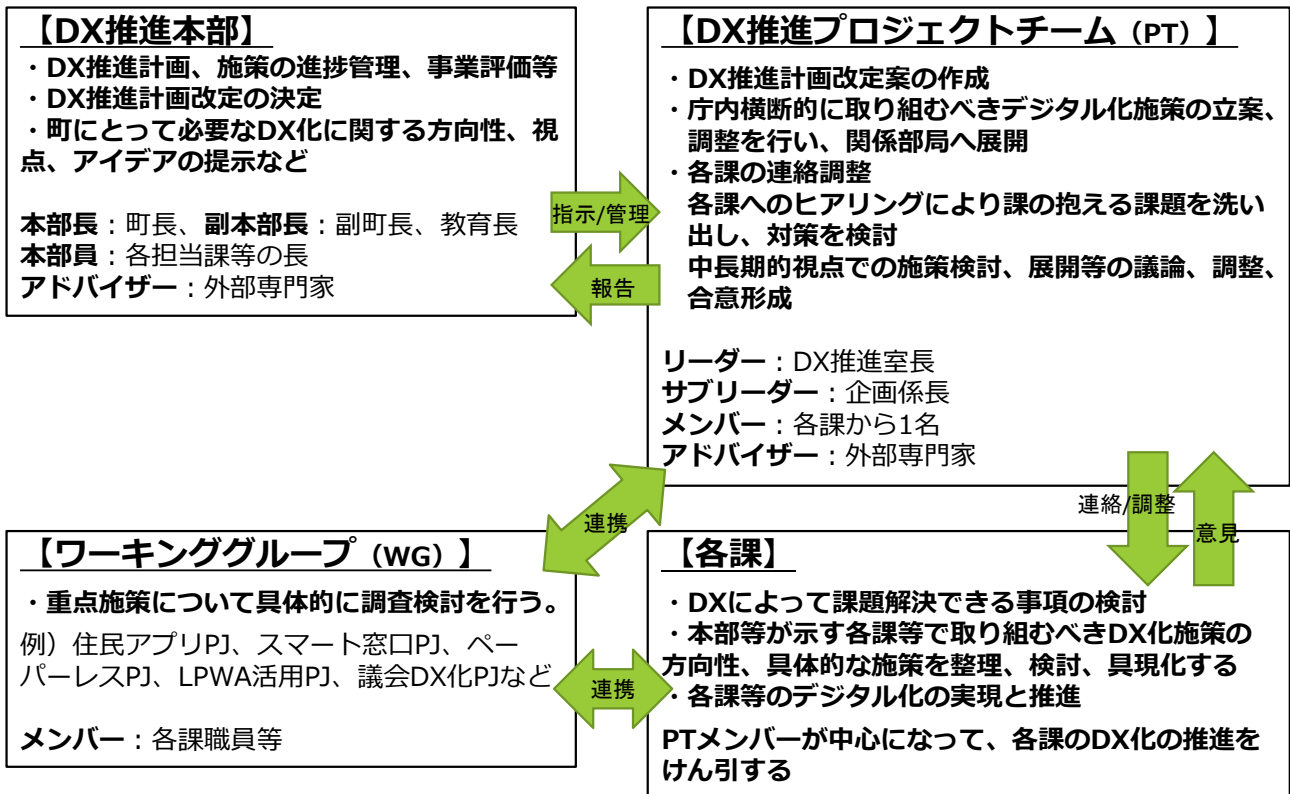 【DX推進本部】
・DX推進計画、施策の進捗管理、事業評価等
・DX推進計画改定の決定
・町にとって必要なDX化に関する方向性、視
点、アイデアの提示など
本部長：町長、副本部長：副町長、教育長
本部員：各担当課等の長
アドバイザー：外部専門家
指示/管理
報告
【DX推進プロジェクトチーム（PT）】
・DX推進計画改定案の作成
・庁内横断的に取り組むべきデジタル化施策の立案、
調整を行い、関係部局へ展開
・各課の連絡調整
各課へのヒアリングにより課の抱える課題を洗い
出し、対策を検討
中長期的視点での施策検討、展開等の議論、調整、
合意形成
リーダー：DX推進室長
サブリーダー：企画係長
メンバー：各課から1名
アドバイザー：外部専門家
連絡/調整
意見
連携
【ワーキンググループ（WG）】
・重点施策について具体的に調査検討を行う。
例）住民アプリPJ、スマート窓口PJ、ペー
パーレスPJ、LPWA活用PJ、議会DX化PJなど
メンバー：各課職員等
連携
【各課】
・DXによって課題解決できる事項の検討
・本部等が示す各課等で取り組むべきDX化施策の
方向性、具体的な施策を整理、検討、具現化する
・各課等のデジタル化の実現と推進
PTメンバーが中心になって、各課のDX化の推進を
けん引する